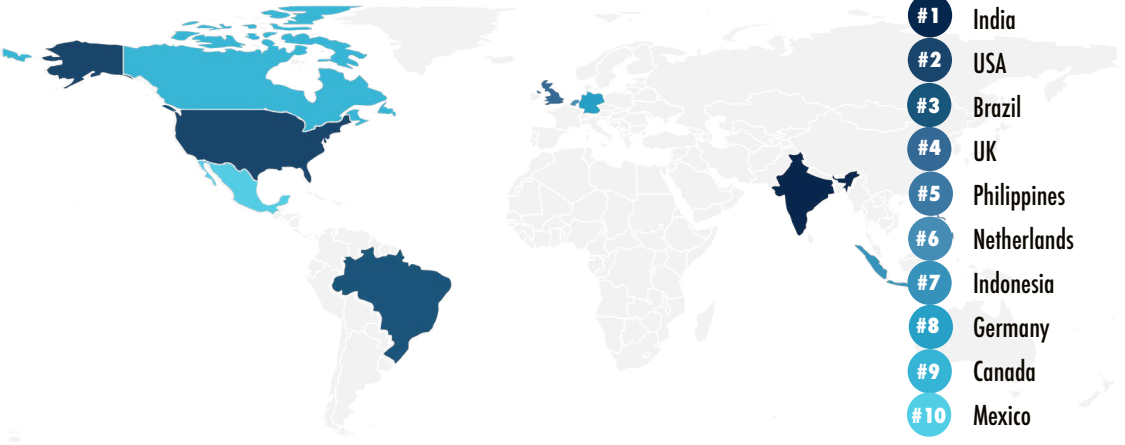 #1 India
#2 USA
#3 Brazil
#4 UK
#5 Philippines
#6 Netherlands
#7 Indonesia
#8 Germany
#9 Canada
#10 Mexico